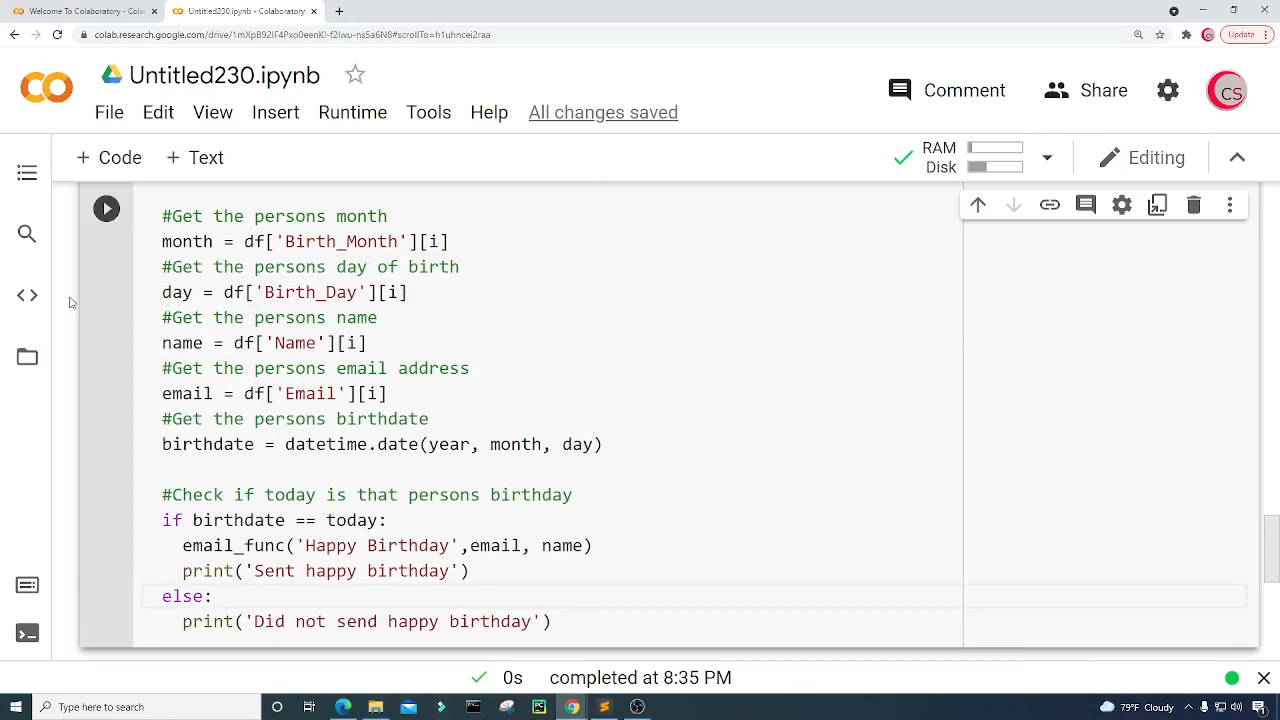 Welcome To Colaboratory - Colal
Untitled230.ipynb - Colaboratory
colab.research.google.com/drive/1mXpB92IF4Pxo0eenKl-f2Iwu-ns5a6N8#scrollTo=h1uhncei2raa
Update
Untitled230.ipynb
Comment
Share
CS
File Edit View Insert Runtime Tools Help All changes saved
+ Code + Text
RAM
Disk
Editing
#Get the persons month
month = df['Birth_Month'][i]
#Get the persons day of birth
day = df['Birth_Day'][i]
#Get the persons name
name = df['Name'][i]
#Get the persons email address
email = df['Email'][i]
#Get the persons birthdate
birthdate = datetime.date(year, month, day)
#Check if today is that persons birthday
if birthdate == today:
email_func('Happy Birthday',email, name)
print('Sent happy birthday')
else:
print('Did not send happy birthday')
0s completed at 8:35 PM
Type here to search
79°F Cloudy